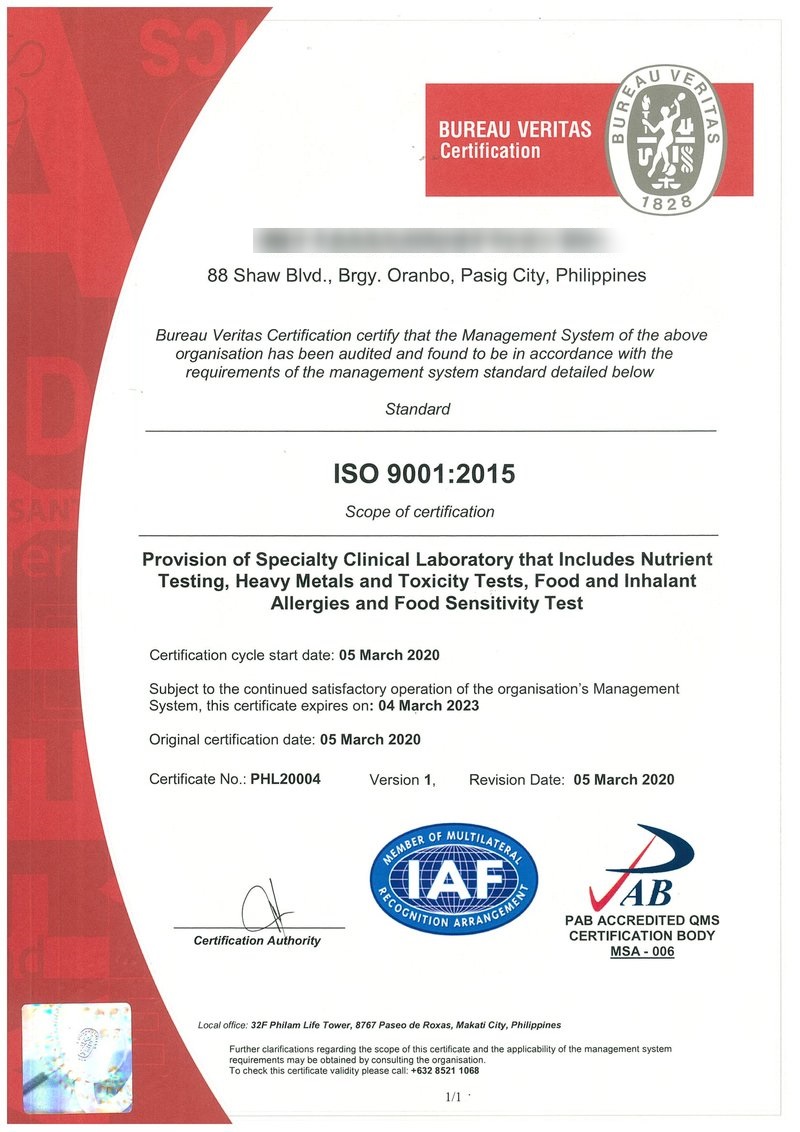 BUREAU VERITAS
Certification
BUREAU VERITAS
1828
88 Shaw Blvd., Brgy. Oranbo, Pasig City, Philippines
Bureau Veritas Certification certify that the Management System of the above
organisation has been audited and found to be in accordance with the
requirements of the management system standard detailed below
Standard
ISO 9001:2015
Scope of certification
Provision of Specialty Clinical Laboratory that Includes Nutrient
Testing, Heavy Metals and Toxicity Tests, Food and Inhalant
Allergies and Food Sensitivity Test
Certification cycle start date: 05 March 2020
Subject to the continued satisfactory operation of the organisation's Management
System, this certificate expires on: 04 March 2023
Original certification date: 05 March 2020
Certificate No.: PHL20004 Version 1, Revision Date: 05 March 2020
MEMBER OF MULTILATERAL
IAF
RECOGNITION ARRANGEMENT
PAB
PAB ACCREDITED QMS
CERTIFICATION BODY
MSA - 006
Certification Authority
Local office: 32F Philam Life Tower, 8767 Paseo de Roxas, Makati City, Philippines
Further clarifications regarding the scope of this certificate and the applicability of the management system
requirements may be obtained by consulting the organisation.
To check this certificate validity please call: +632 8521 1068
1/1